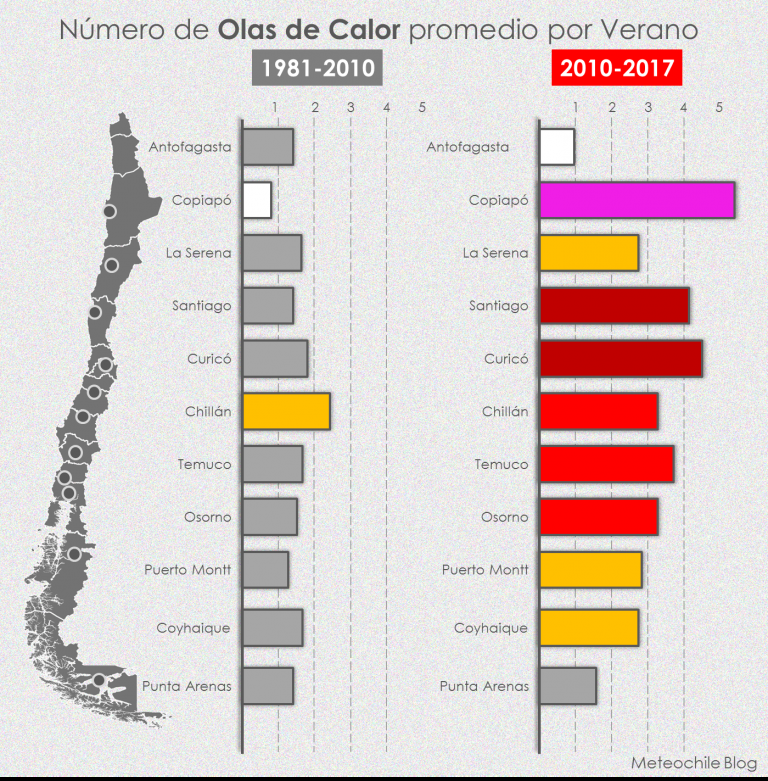 Número de Olas de Calor promedio por Verano
1981-2010
2010-2017
1 2 3 4 5
1 2 3 4 5
Antofagasta
Antofagasta
Copiapó
Copiapó
La Serena
La Serena
Santiago
Santiago
Curicó
Curicó
Chillán
Chillán
Temuco
Temuco
Osorno
Osorno
Puerto Montt
Puerto Montt
Coyhaique
Coyhaique
Punta Arenas
Punta Arenas
Meteochile Blog